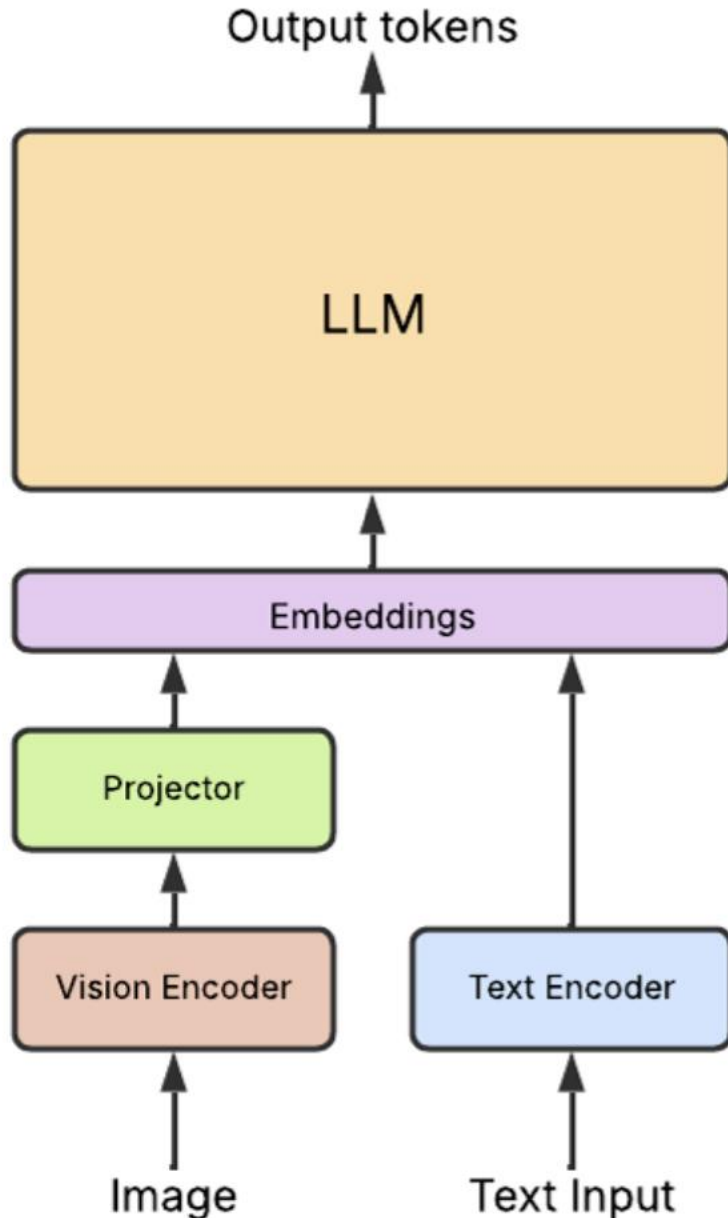 Output tokens
LLM
Embeddings
Projector
Vision Encoder
Text Encoder
Image
Text Input